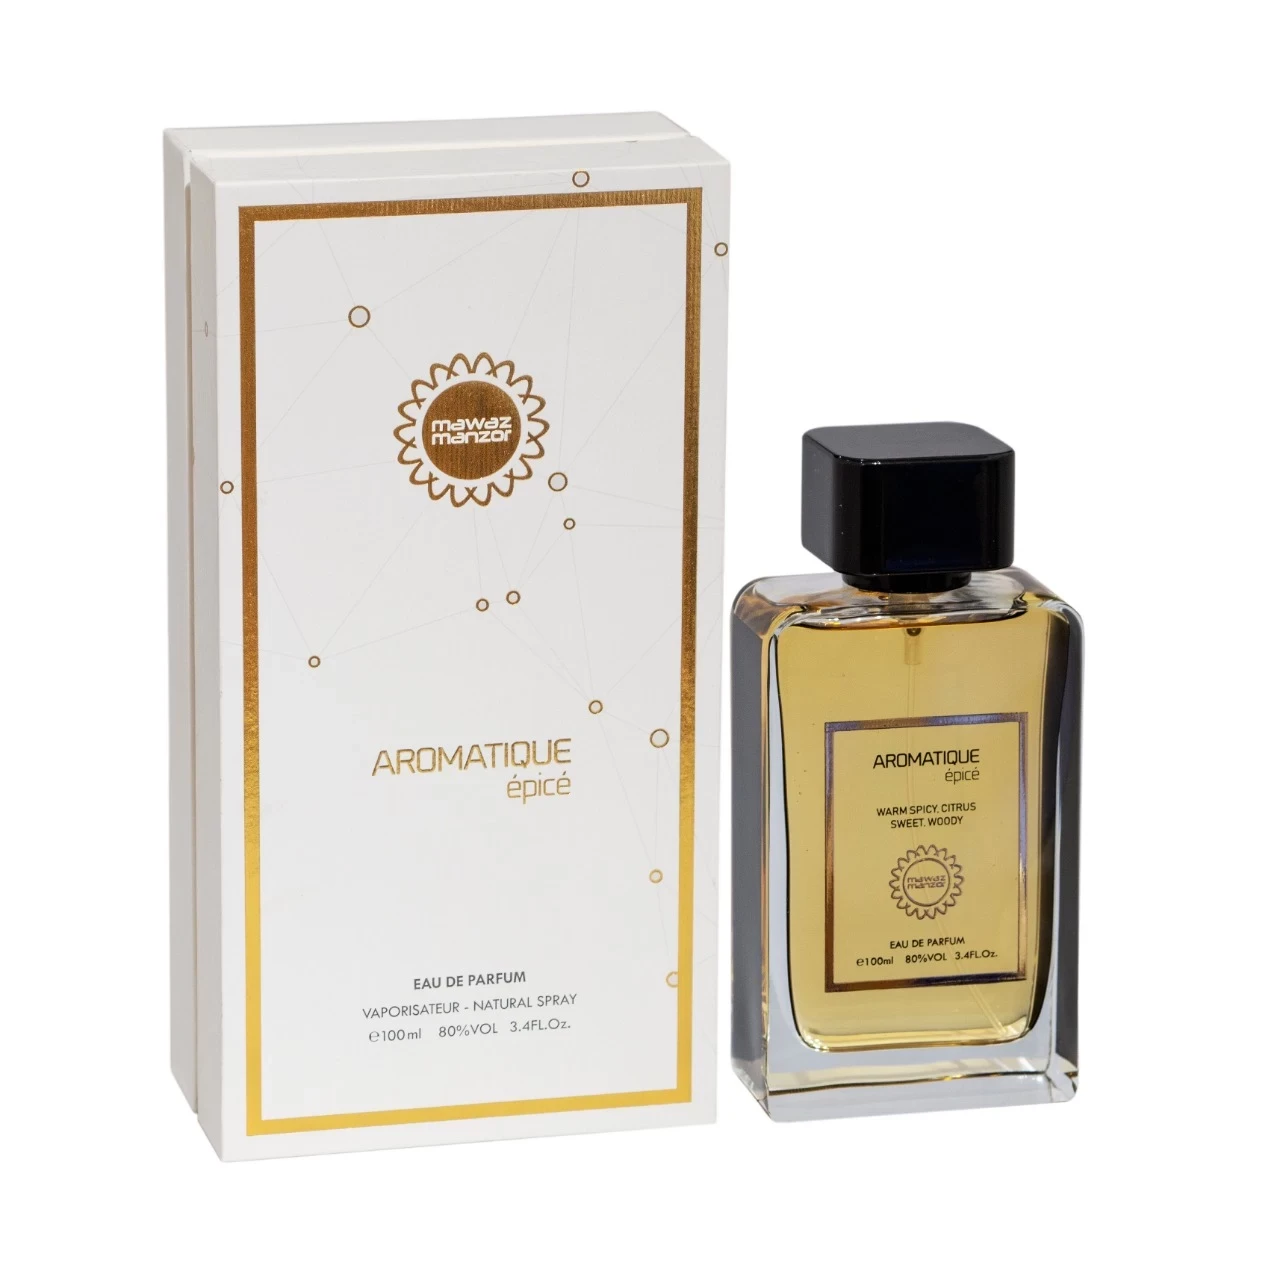 mawaz
manzor
AROMATIQUE
épicé
EAU DE PARFUM
VAPORISATEUR - NATURAL SPRAY
℮100ml 80%VOL 3.4FL.Oz.
AROMATIQUE
épicé
WARM SPICY, CITRUS
SWEET, WOODY
mawaz
manzor
EAU DE PARFUM
℮100ml 80%VOL 3.4FL.Oz.